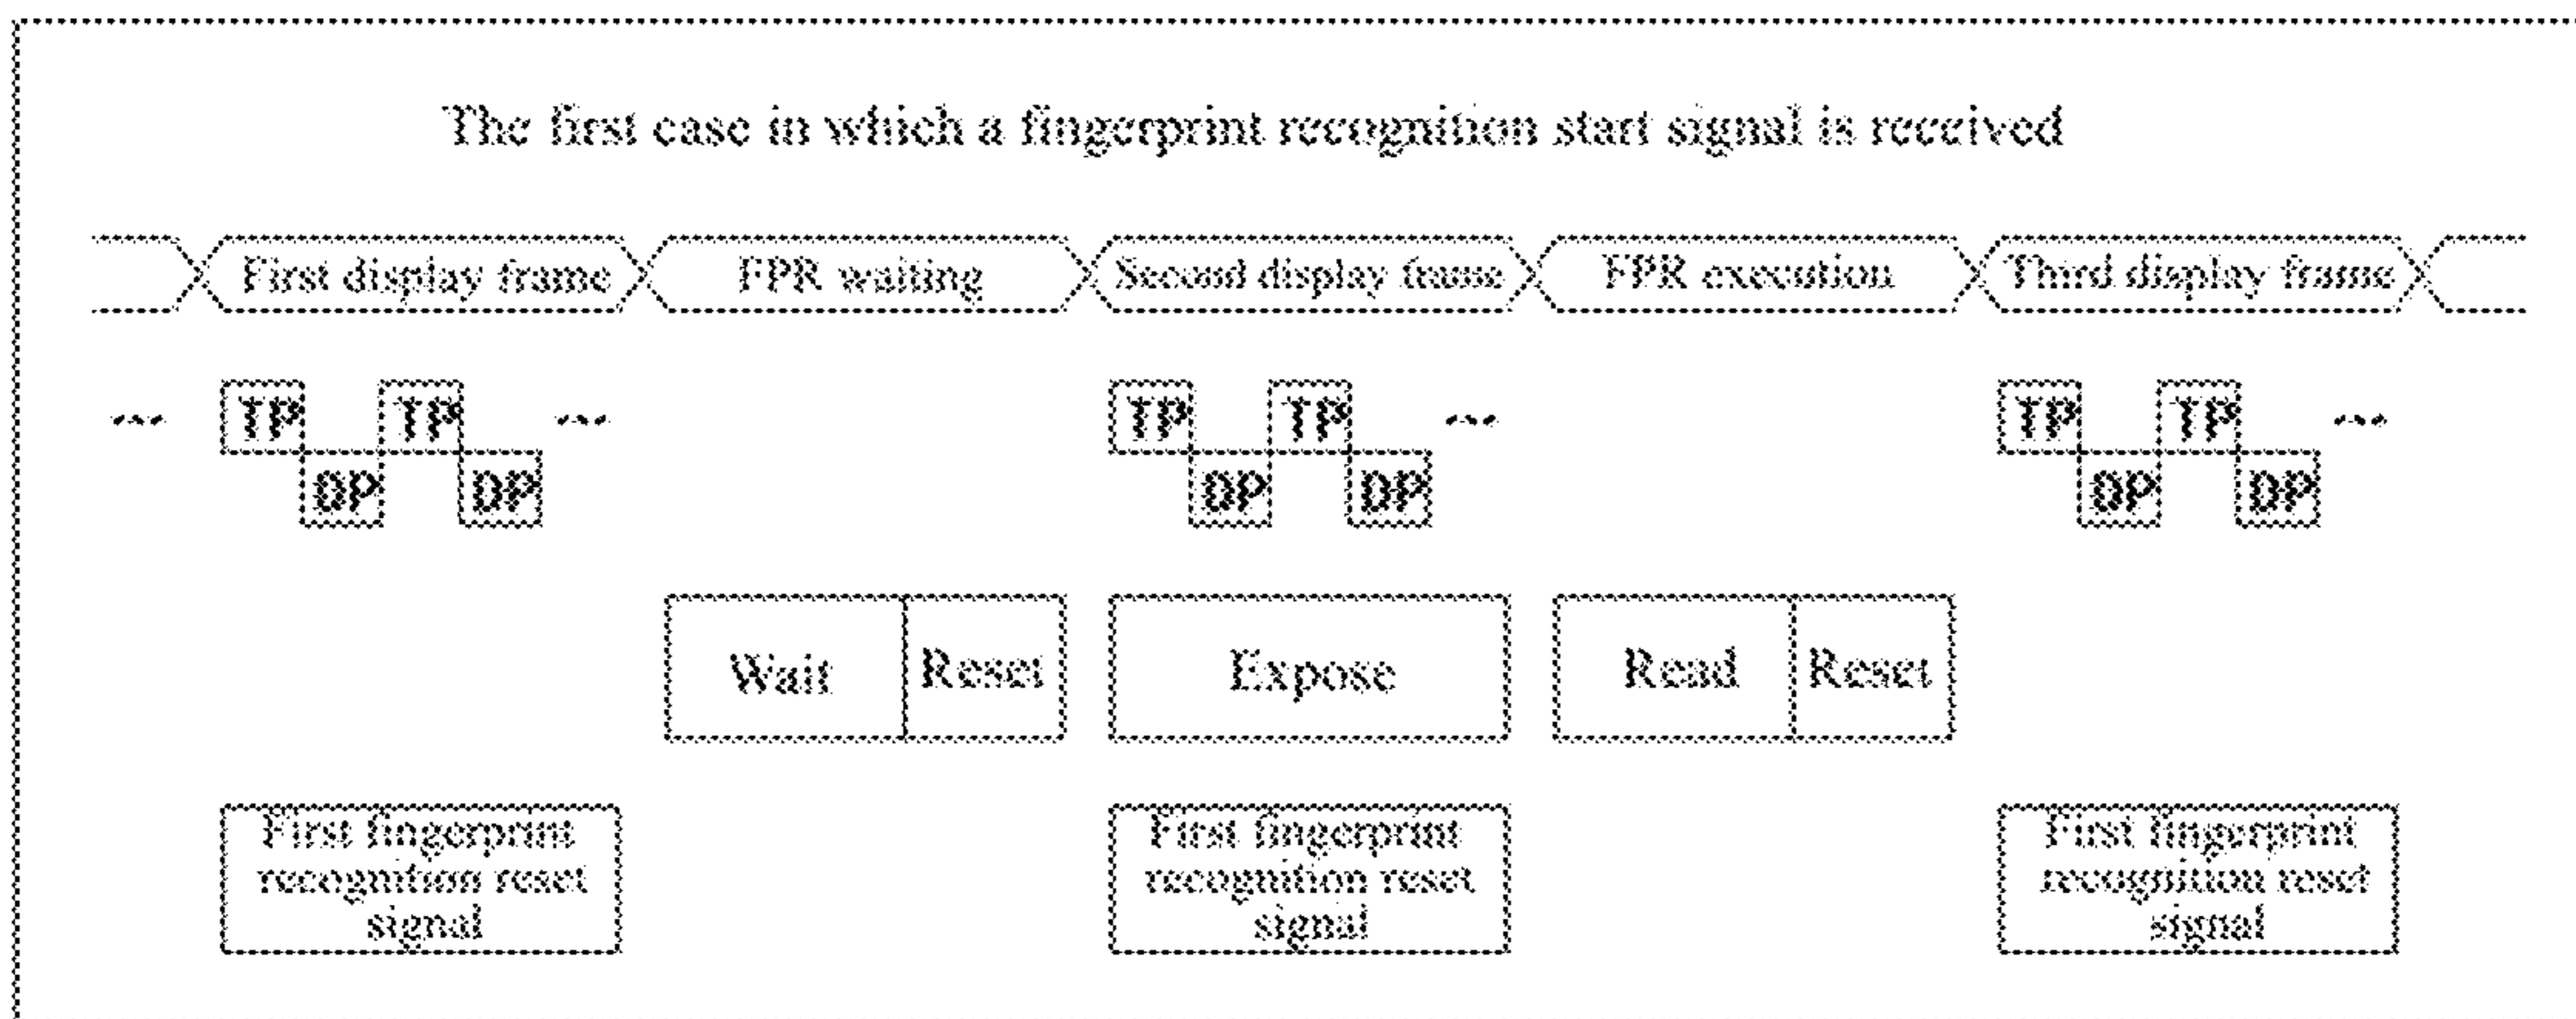 The first case in which a fingerprint recognition start signal is received
First display frame FPR waiting Second display frame FPR execution Third display frame
... TP TP ... TP TP ... TP TP ...
DP DP DP DP DP DP
Wait Reset Expose Read Reset
First fingerprint First fingerprint First fingerprint
recognition reset recognition reset recognition reset
signal signal signal